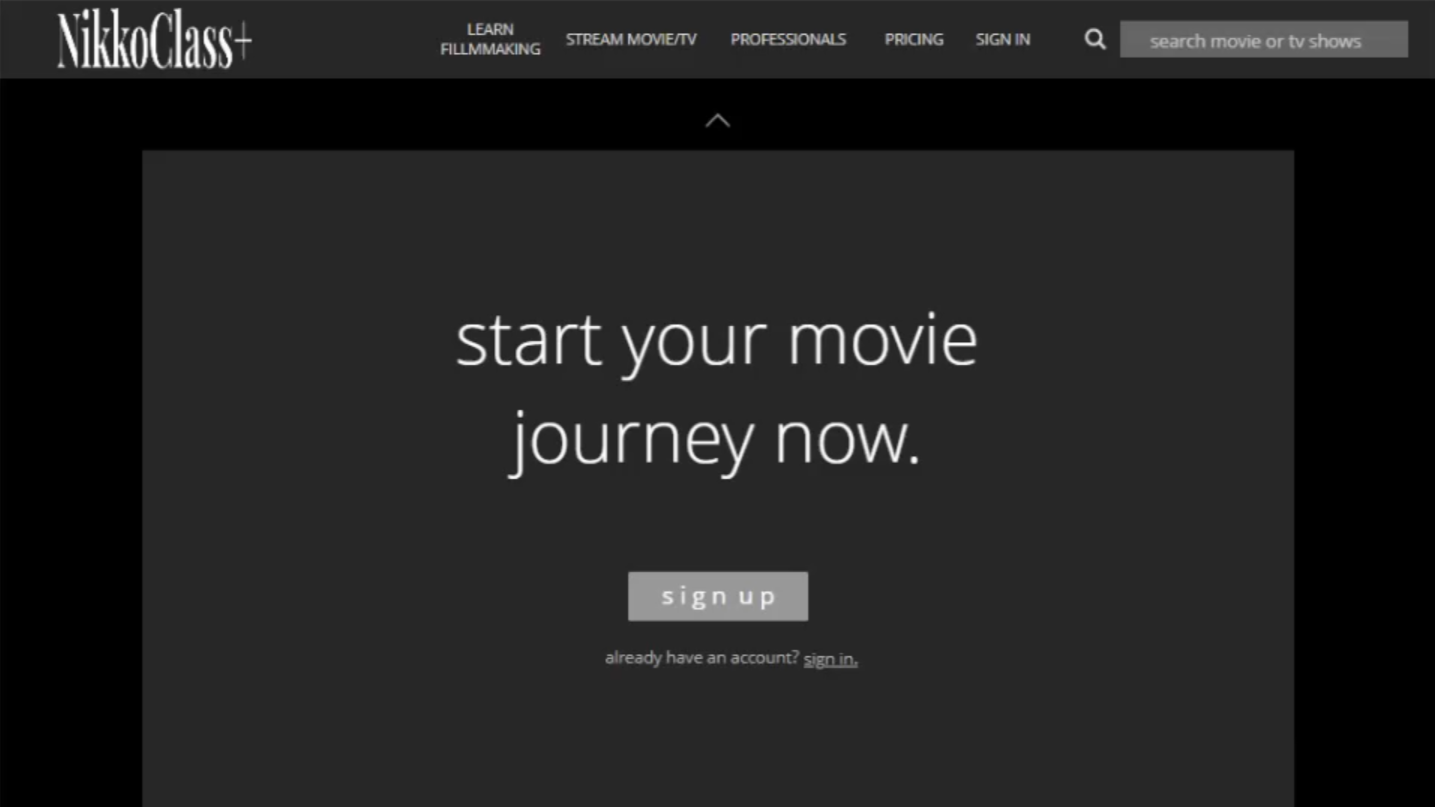 NikkoClass+
LEARN
FILLMMAKING
STREAM MOVIE/TV
PROFESSIONALS
PRICING
SIGN IN
search movie or tv shows
start your movie
journey now.
sign up
already have an account? sign in.